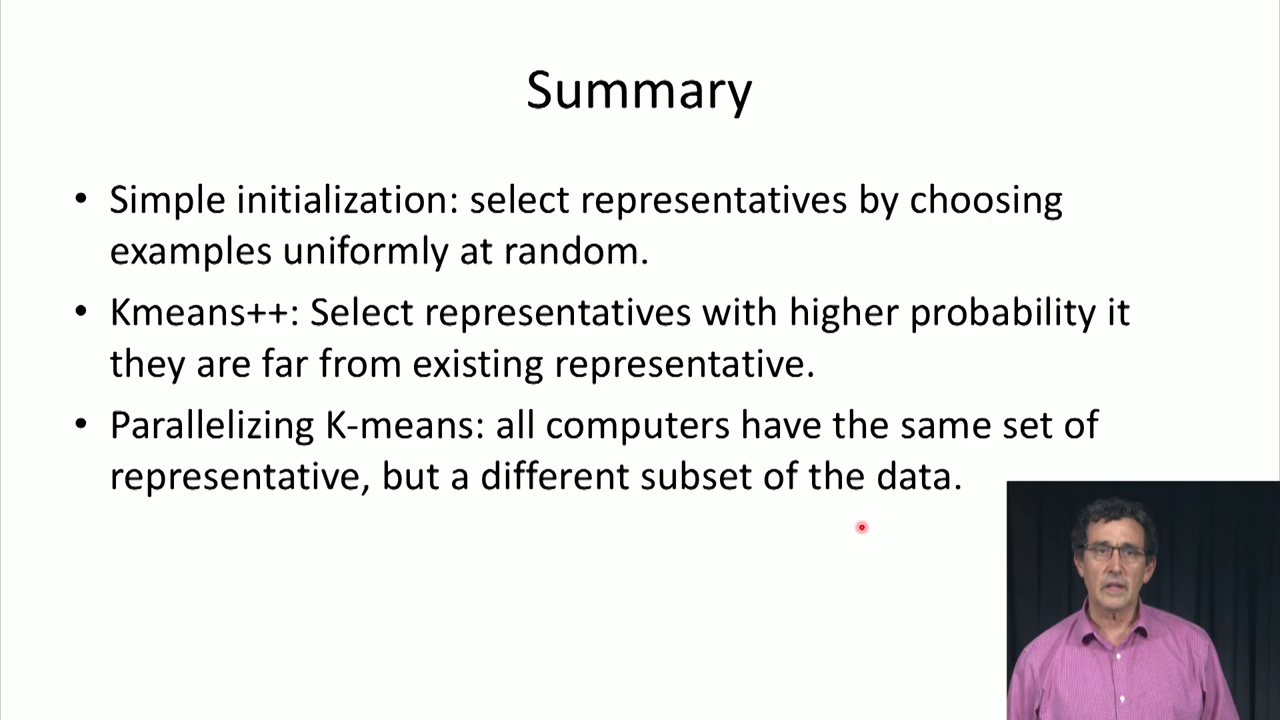 Summary
• Simple initialization: select representatives by choosing
examples uniformly at random.
• Kmeans++: Select representatives with higher probability it
they are far from existing representative.
• Parallelizing K-means: all computers have the same set of
representative, but a different subset of the data.